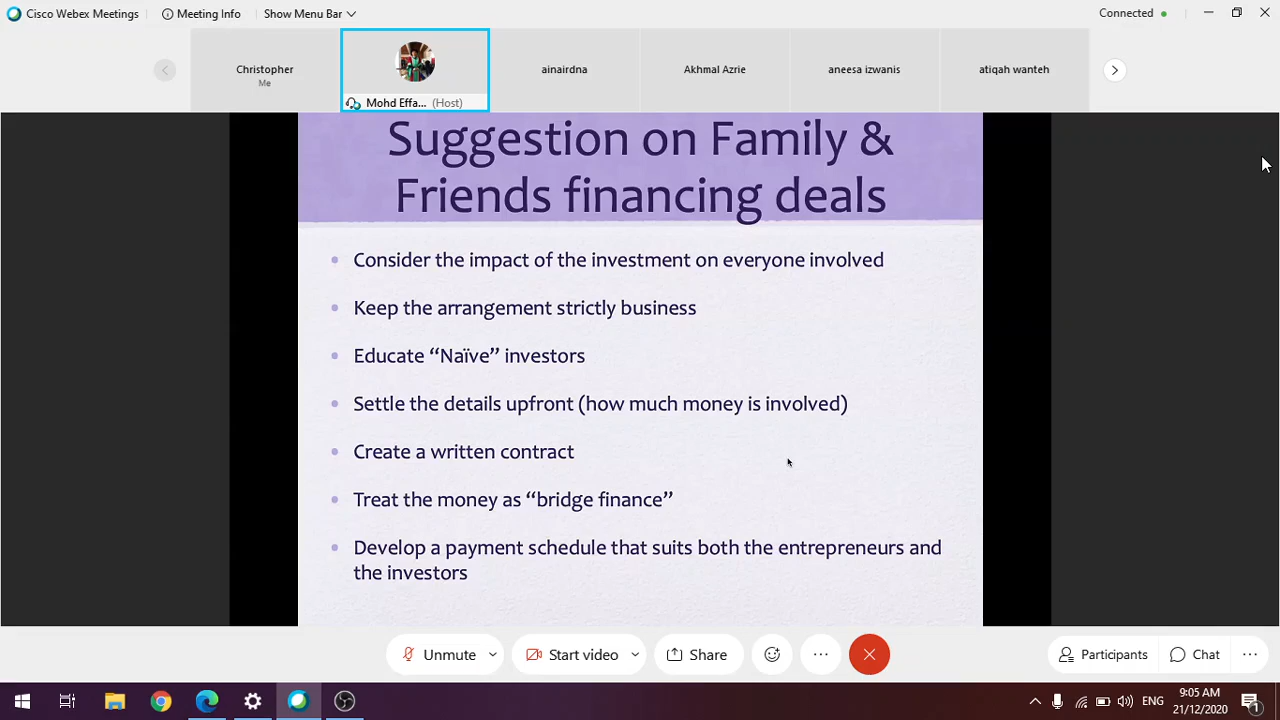 Cisco Webex Meetings
Meeting Info
Show Menu Bar
Connected
Christopher
Me
Mohd Effa... (Host)
ainairdna
Akhmal Azrie
aneesa izwanis
atiqah wanteh
Suggestion on Family &
Friends financing deals
• Consider the impact of the investment on everyone involved
• Keep the arrangement strictly business
• Educate “Naïve” investors
• Settle the details upfront (how much money is involved)
• Create a written contract
• Treat the money as “bridge finance”
• Develop a payment schedule that suits both the entrepreneurs and
the investors
Unmute
Start video
Share
Participants
Chat
ENG
9:05 AM
21/12/2020
1